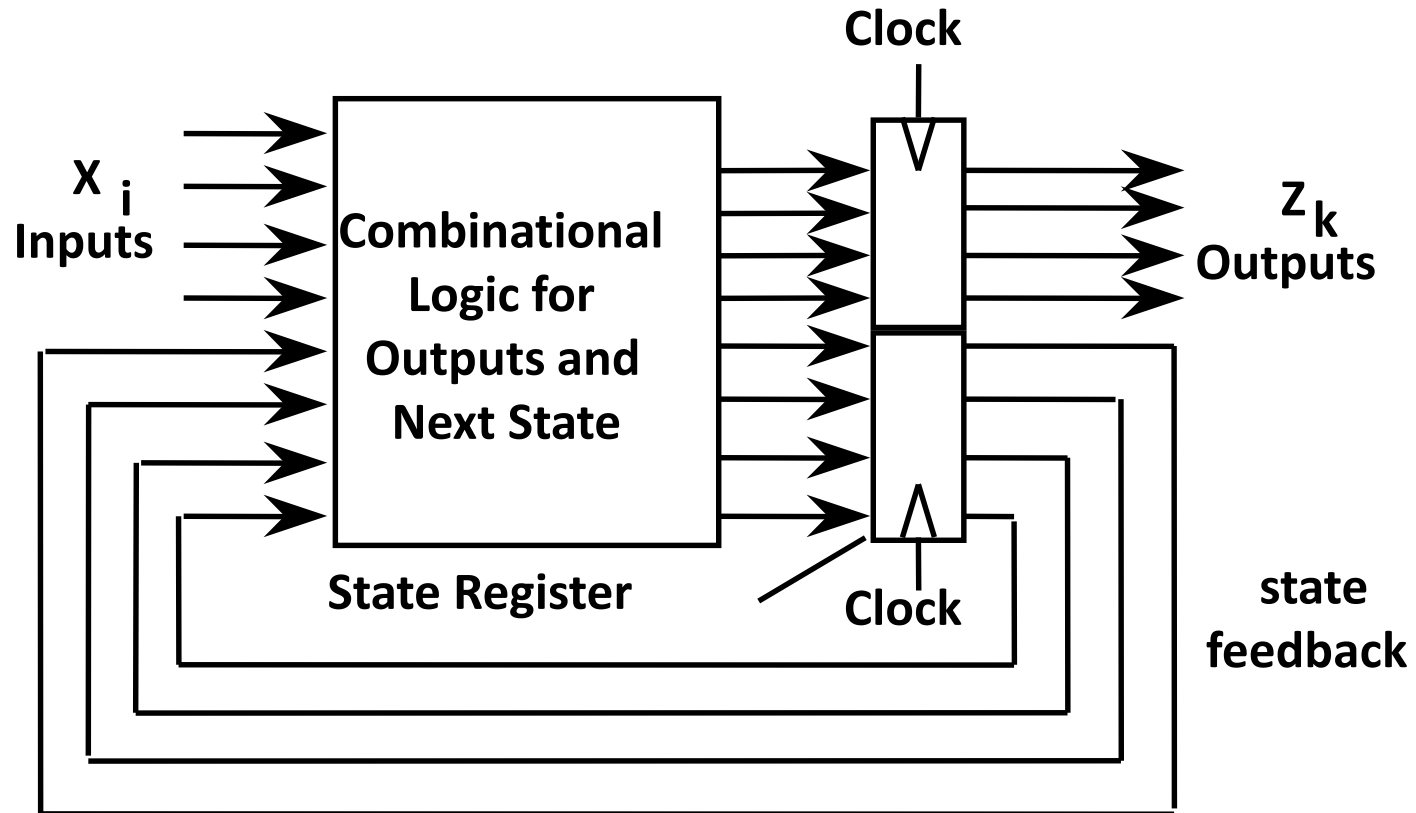 Clock
X i
Inputs
Combinational
Logic for
Outputs and
Next State
Z k
Outputs
State Register
Clock
state
feedback